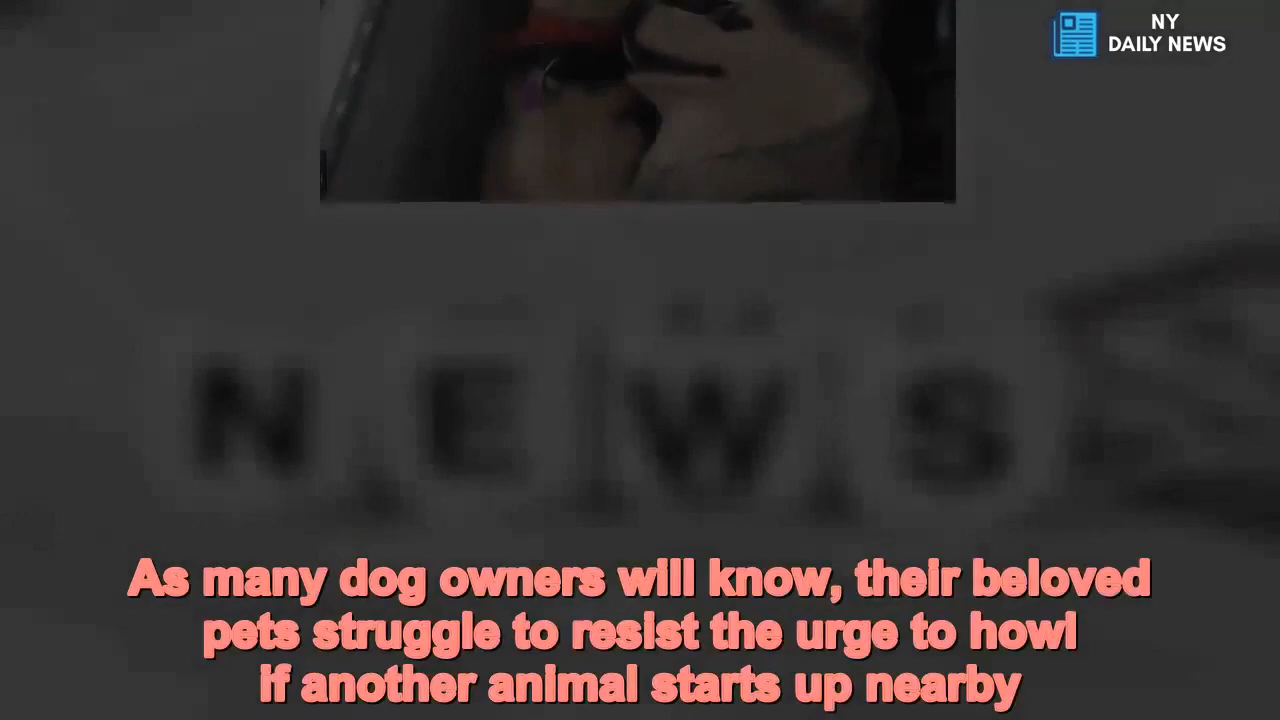 NY
DAILY NEWS
NEWS
As many dog owners will know, their beloved
pets struggle to resist the urge to howl
if another animal starts up nearby